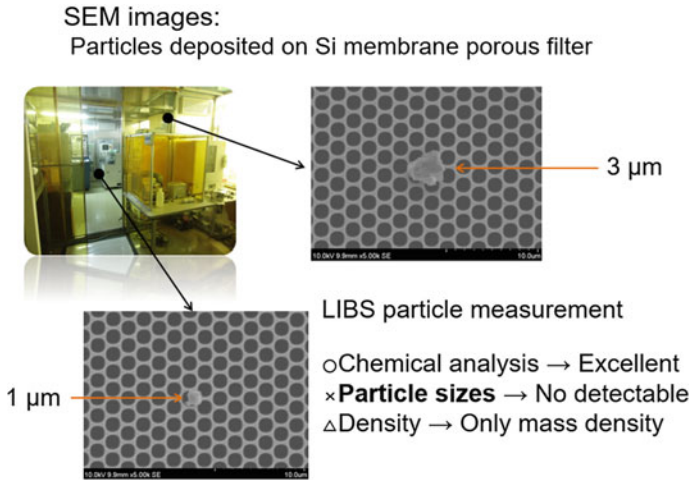 SEM images:
Particles deposited on Si membrane porous filter
3 μm
10.0kV 9.9mm x5.00k SE 10.0um
LIBS particle measurement
○Chemical analysis → Excellent
×Particle sizes → No detectable
△Density → Only mass density
1 μm
10.0kV 9.9mm x5.00k SE 10.0um